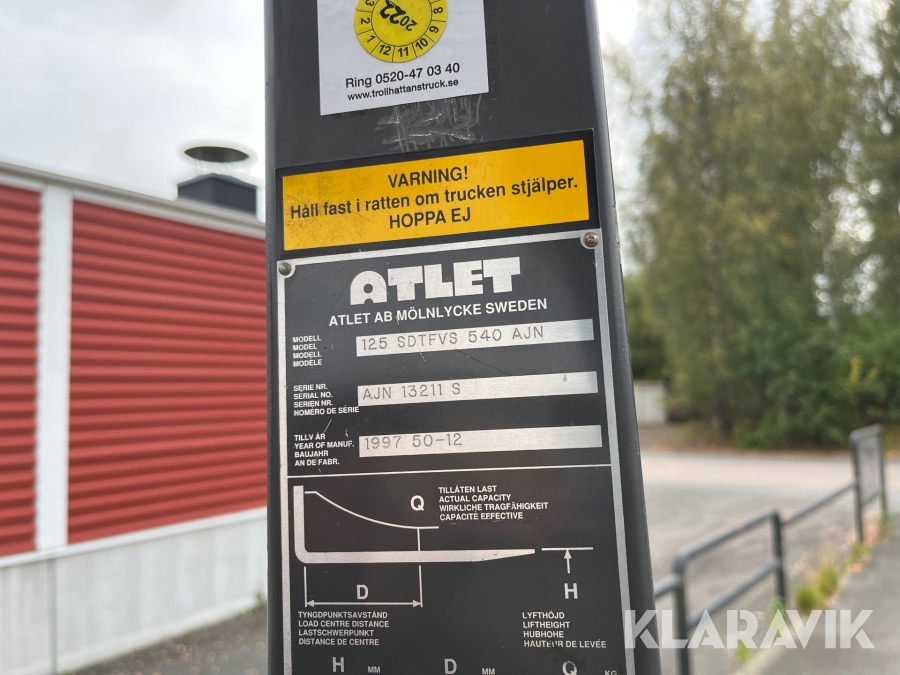 3 2022 8
2 9
1 12 11 10
Ring 0520-47 03 40
www.trollhattanstruck.se
VARNING!
Håll fast i ratten om trucken stjälper.
HOPPA EJ
ATLET
ATLET AB MÖLNLYCKE SWEDEN
MODELL
MODEL
MODELL
MODELE
125 SDTFVS 540 AJN
SERIE NR.
SERIAL NO.
SERIEN NR.
NOMÉRO DE SÉRIE
AJN 13211 S
TILLV ÅR
YEAR OF MANUF.
BAUJAHR
AN DE FABR.
1997 50-12
Q
TILLÅTEN LAST
ACTUAL CAPACITY
WIRKLICHE TRAGFÄHIGKEIT
CAPACITE EFFECTIVE
D
H
TYNGDPUNKTSAVSTÅND
LOAD CENTRE DISTANCE
LASTSCHWERPUNKT
DISTANCE DE CENTRE
LYFTHÖJD
LIFTHEIGHT
HUBHOHE
HAUTEUR DE LEVÉE
H MM D MM Q KG
KLARAVIK
KLARAVIK